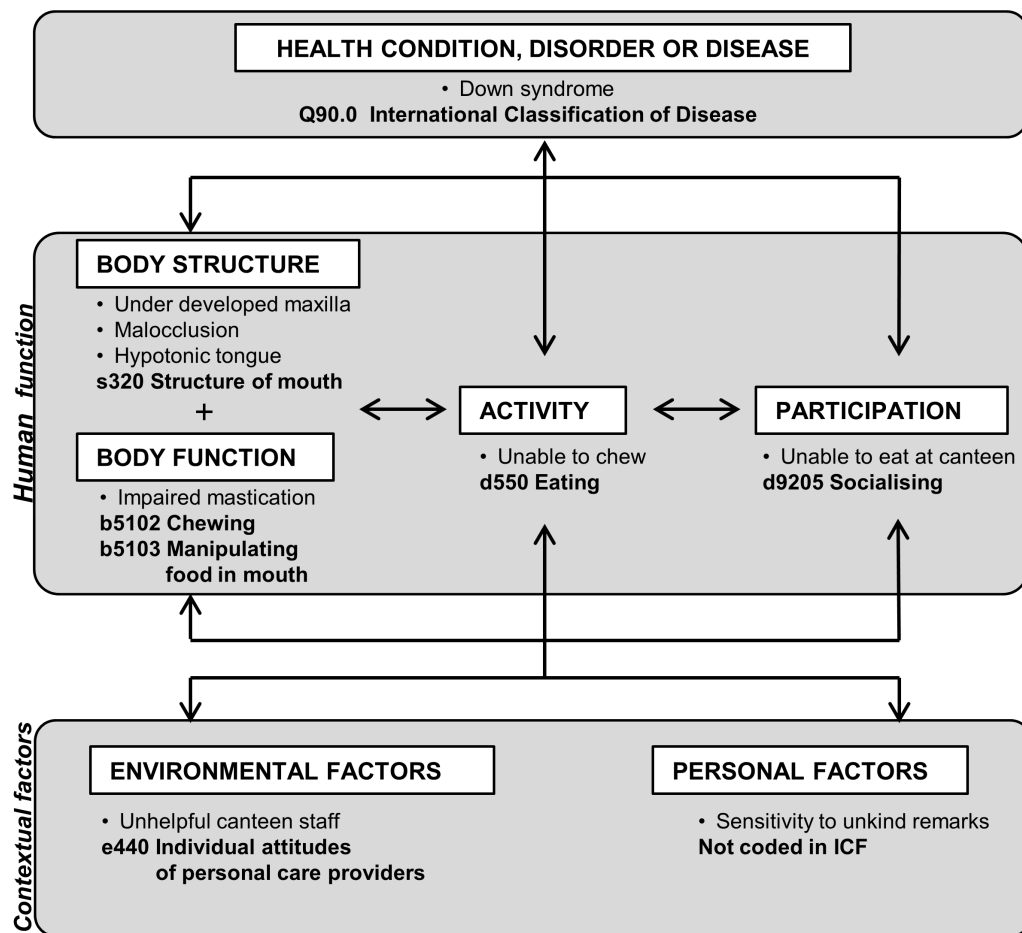 HEALTH CONDITION, DISORDER OR DISEASE
• Down syndrome
Q90.0 International Classification of Disease
Human function
BODY STRUCTURE
• Under developed maxilla
• Malocclusion
• Hypotonic tongue
s320 Structure of mouth
+
BODY FUNCTION
• Impaired mastication
b5102 Chewing
b5103 Manipulating
food in mouth
ACTIVITY
• Unable to chew
d550 Eating
PARTICIPATION
• Unable to eat at canteen
d9205 Socialising
Contextual factors
ENVIRONMENTAL FACTORS
• Unhelpful canteen staff
e440 Individual attitudes
of personal care providers
PERSONAL FACTORS
• Sensitivity to unkind remarks
Not coded in ICF